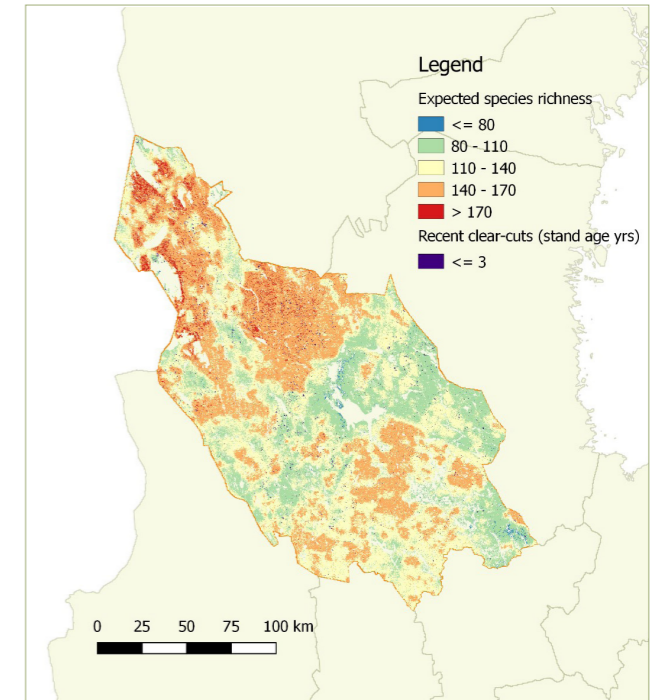 Legend
Expected species richness
<= 80
80 - 110
110 - 140
140 - 170
> 170
Recent clear-cuts (stand age yrs)
<= 3
0 25 50 75 100 km